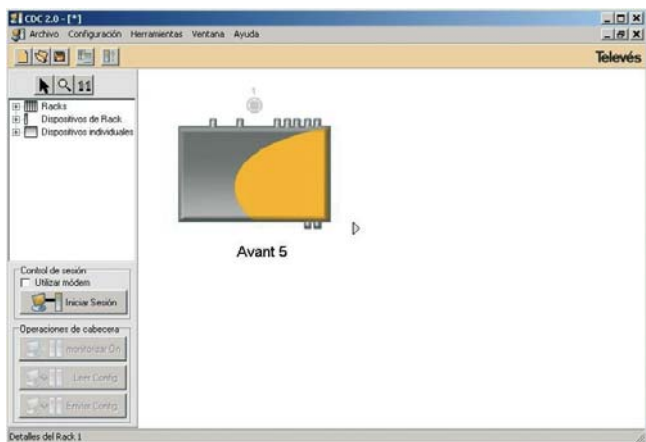 CDC 2.0 - [*]
Archivo Configuración Herramientas Ventana Ayuda
Televés
Racks
Dispositivos de Rack
Dispositivos individuales
1
Avant 5
Control de sesión
Utilizar módem
Iniciar Sesión
Operaciones de cabecera
monitorizar On
Leer Config
Enviar Config
Detalles del Rack 1